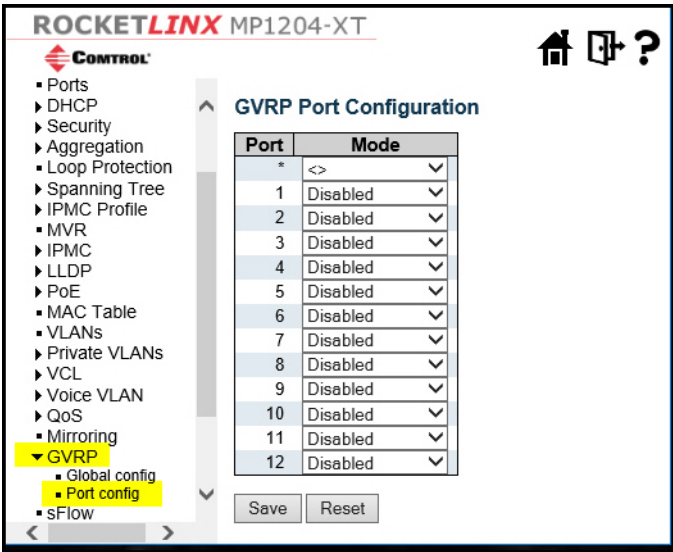 ROCKETLINX MP1204-XT
COMTROL
?
Ports
DHCP
Security
Aggregation
Loop Protection
Spanning Tree
IPMC Profile
MVR
IPMC
LLDP
PoE
MAC Table
VLANs
Private VLANs
VCL
Voice VLAN
QoS
Mirroring
GVRP
Global config
Port config
sFlow
GVRP Port Configuration
Port Mode
* <>
1 Disabled
2 Disabled
3 Disabled
4 Disabled
5 Disabled
6 Disabled
7 Disabled
8 Disabled
9 Disabled
10 Disabled
11 Disabled
12 Disabled
Save Reset